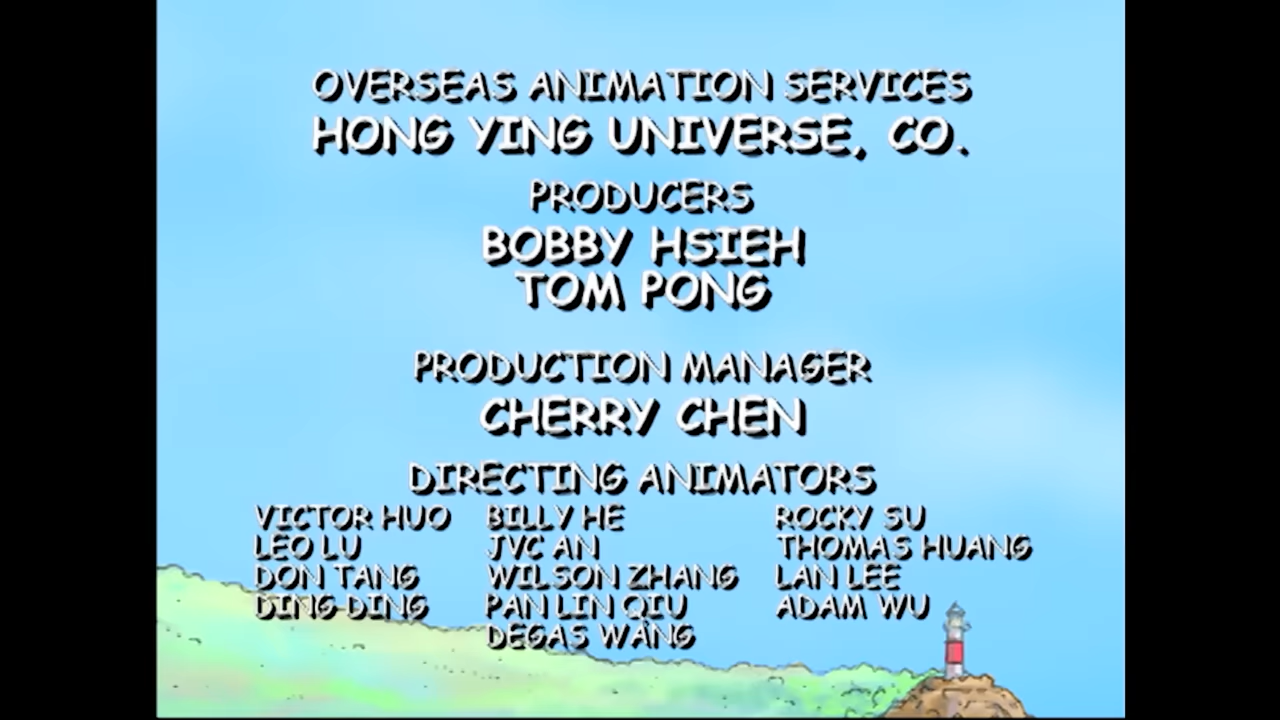 OVERSEAS ANIMATION SERVICES
HONG YING UNIVERSE, CO.
PRODUCERS
BOBBY HSIEH
TOM PONG
PRODUCTION MANAGER
CHERRY CHEN
DIRECTING ANIMATORS
VICTOR HUO BILLY HE ROCKY SU
LEO LU JVC AN THOMAS HUANG
DON TANG WILSON ZHANG LAN LEE
DING DING PAN LIN QIU ADAM WU
DEGAS WANG